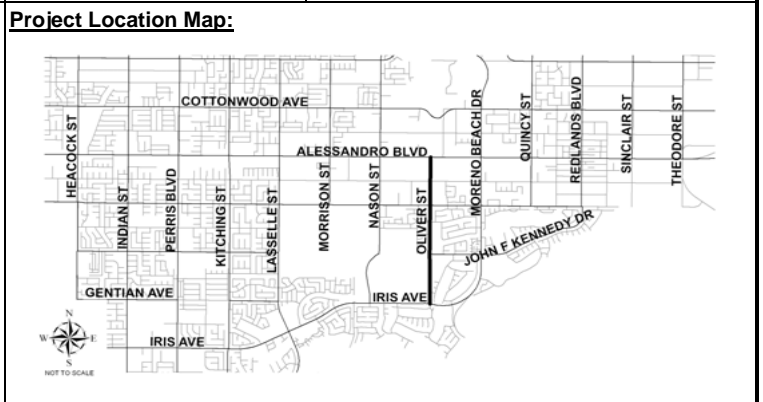 Project Location Map:
COTTONWOOD AVE
ALESSANDRO BLVD
HEACOCK ST
INDIAN ST
PERRIS BLVD
KITCHING ST
LASSELLE ST
MORRISON ST
NASON ST
OLIVER ST
MORENO BEACH DR
QUINCY ST
REDLANDS BLVD
SINCLAIR ST
THEODORE ST
JOHN F KENNEDY DR
GENTIAN AVE
IRIS AVE
IRIS AVE
N
W
E
S
NOT TO SCALE